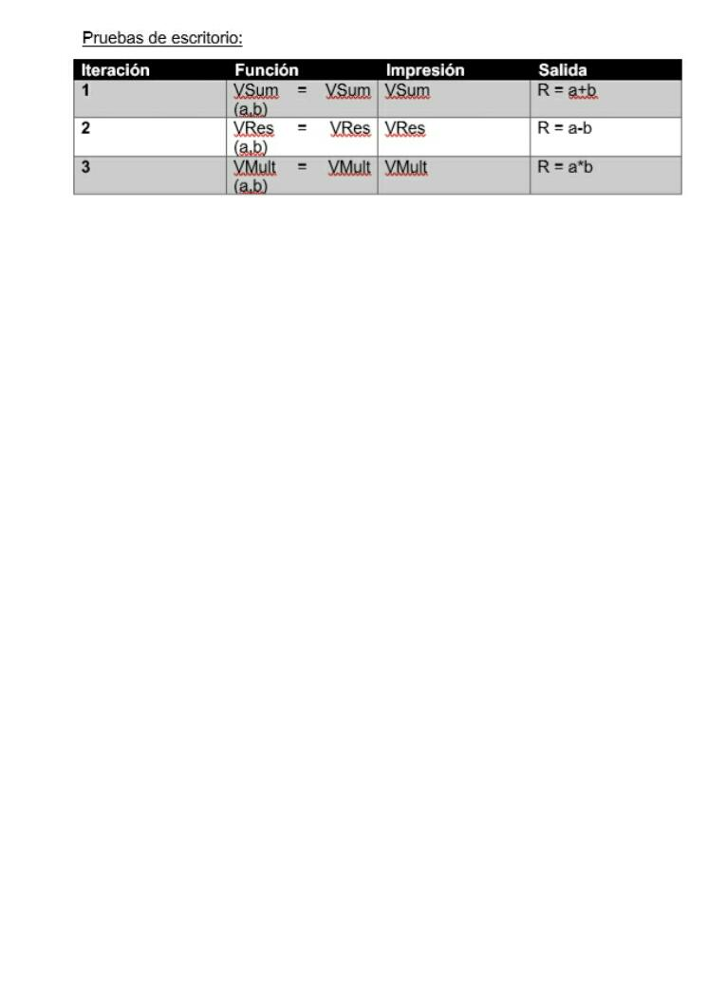 Pruebas de escritorio:
Iteración Función Impresión Salida
1 VSum = VSum VSum R = a+b
(a,b)
2 VRes = VRes VRes R = a-b
(a,b)
3 VMult = VMult VMult R = a*b
(a,b)